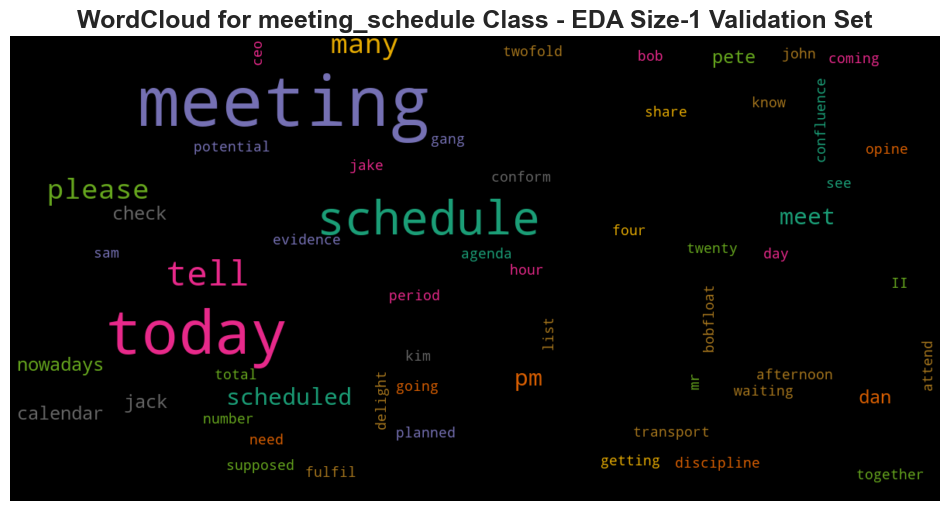 WordCloud for meeting_schedule Class - EDA Size-1 Validation Set
ceo
many
twofold
bob
pete
john
coming
meeting
share
know
confluence
potential
gang
opine
jake
conform
see
please
check
schedule
meet
four
sam
evidence
agenda
twenty
day
tell
hour
II
period
today
list
bobfloat
kim
attend
nowadays
total
going
pm
mr
afternoon
waiting
scheduled
delight
dan
calendar
jack
number
planned
need
transport
supposed
fulfil
getting
discipline
together